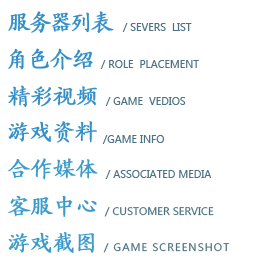 服务器列表 / SEVERS LIST
角色介绍 / ROLE PLACEMENT
精彩视频 / GAME VEDIOS
游戏资料 /GAME INFO
合作媒体 / ASSOCIATED MEDIA
客服中心 / CUSTOMER SERVICE
游戏截图 / GAME SCREENSHOT